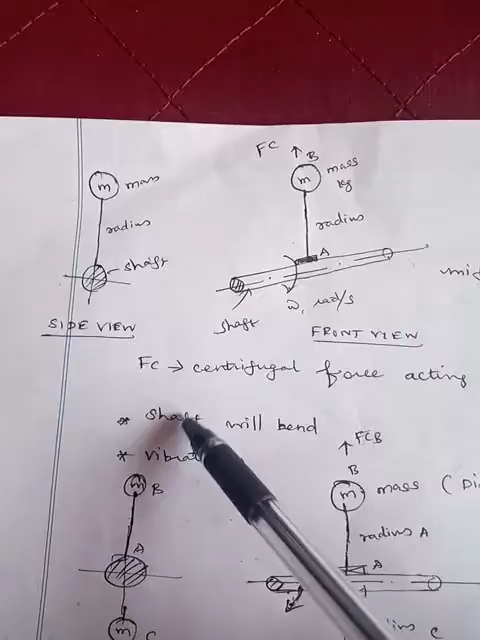 FC B
m mass
m mass
kg
radius
radius
shaft
A
ω, rad/s
shaft
SIDE VIEW
FRONT VIEW
Fc → centrifugal force acting
* shaft will bend
*
FCB
B
m B
m mass
radius A
A
A
m C